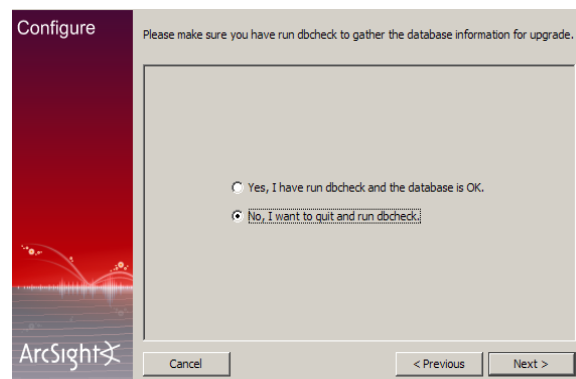 Configure
Please make sure you have run dbcheck to gather the database information for upgrade.
Yes, I have run dbcheck and the database is OK.
No, I want to quit and run dbcheck.
ArcSight
Cancel
< Previous
Next >